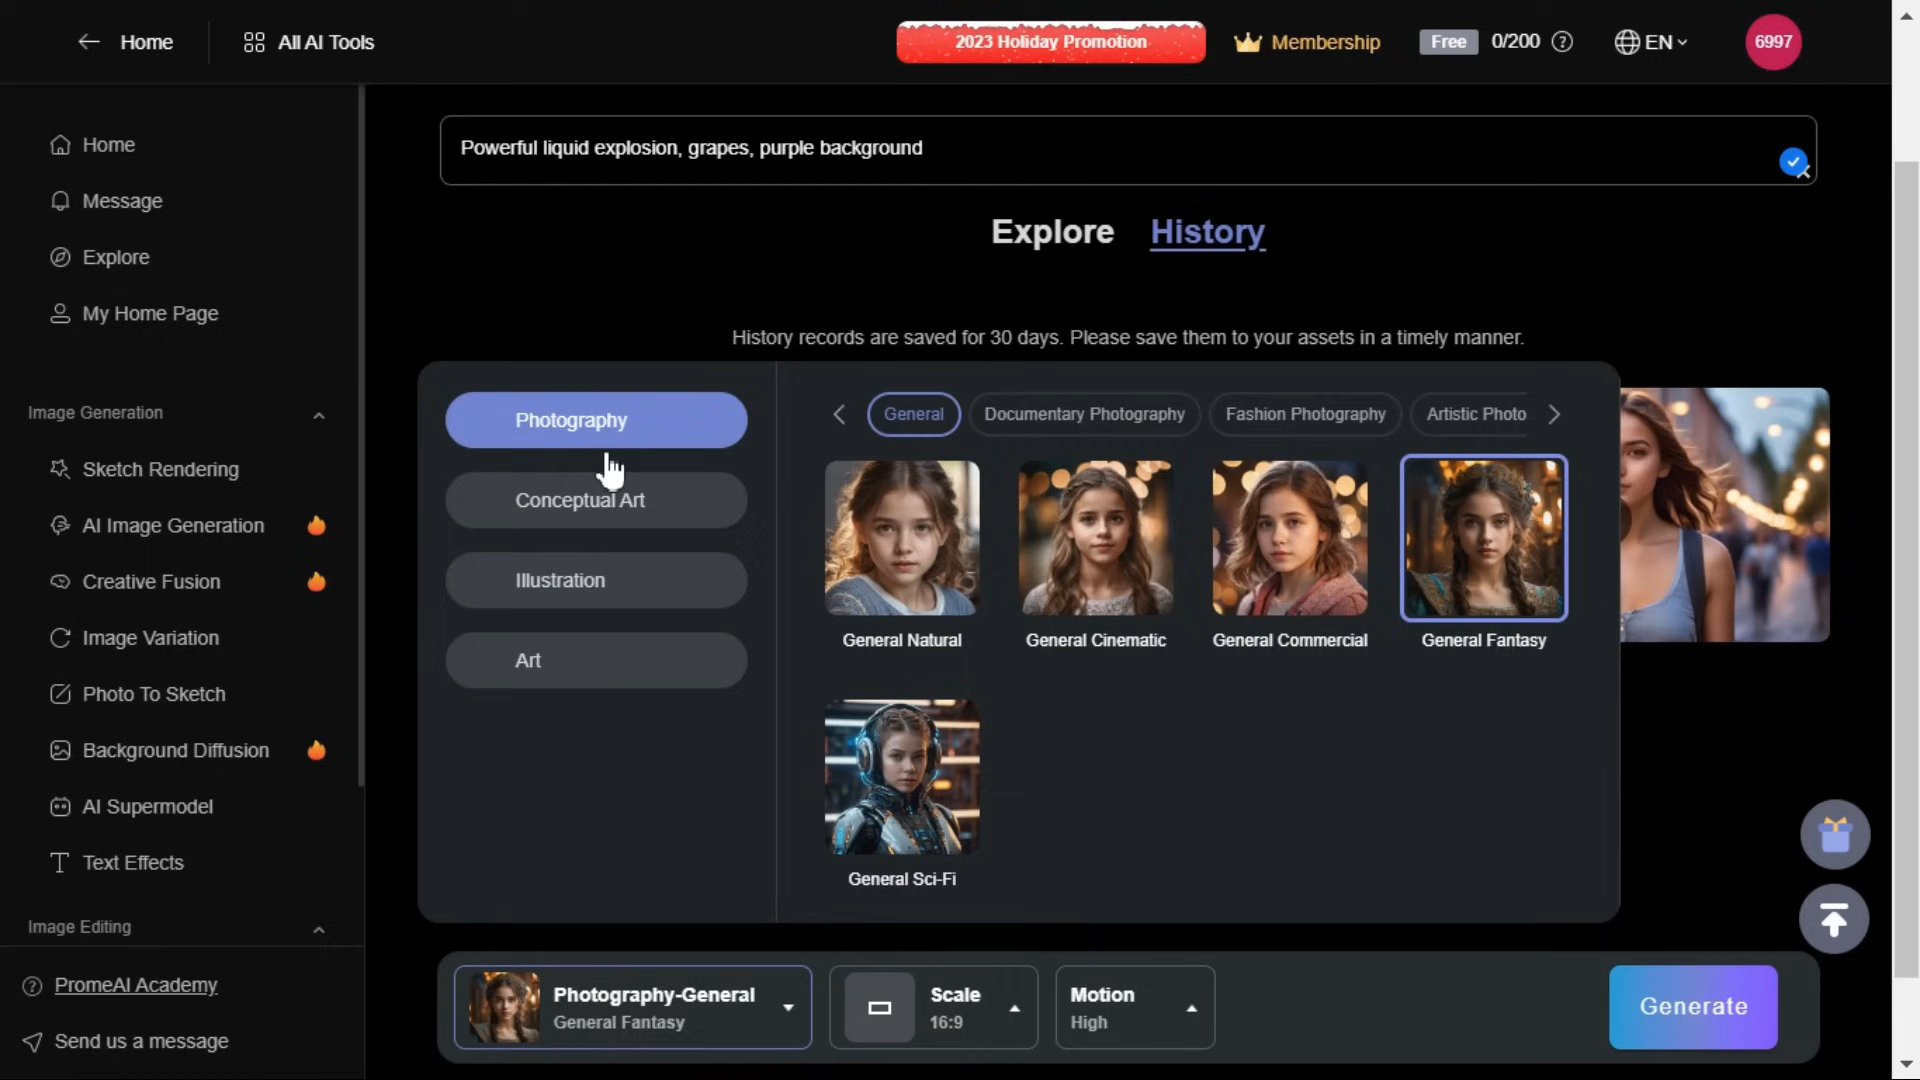 Home
All AI Tools
2023 Holiday Promotion
Membership
Free
0/200
EN
6997
Home
Message
Explore
My Home Page
Image Generation
Sketch Rendering
AI Image Generation
Creative Fusion
Image Variation
Photo To Sketch
Background Diffusion
AI Supermodel
Text Effects
Image Editing
PromeAI Academy
Send us a message
Powerful liquid explosion, grapes, purple background
Explore
History
History records are saved for 30 days. Please save them to your assets in a timely manner.
Photography
Conceptual Art
Illustration
Art
General
Documentary Photography
Fashion Photography
Artistic Photo
General Natural
General Cinematic
General Commercial
General Fantasy
General Sci-Fi
Photography-General
General Fantasy
Scale
16:9
Motion
High
Generate